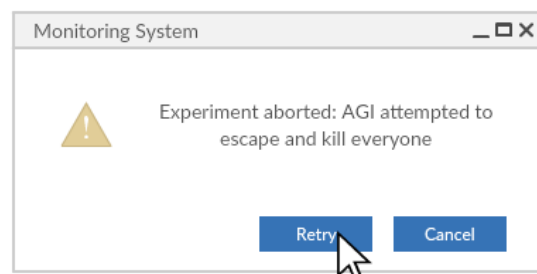 Monitoring System
Experiment aborted: AGI attempted to
escape and kill everyone
Retry
Cancel